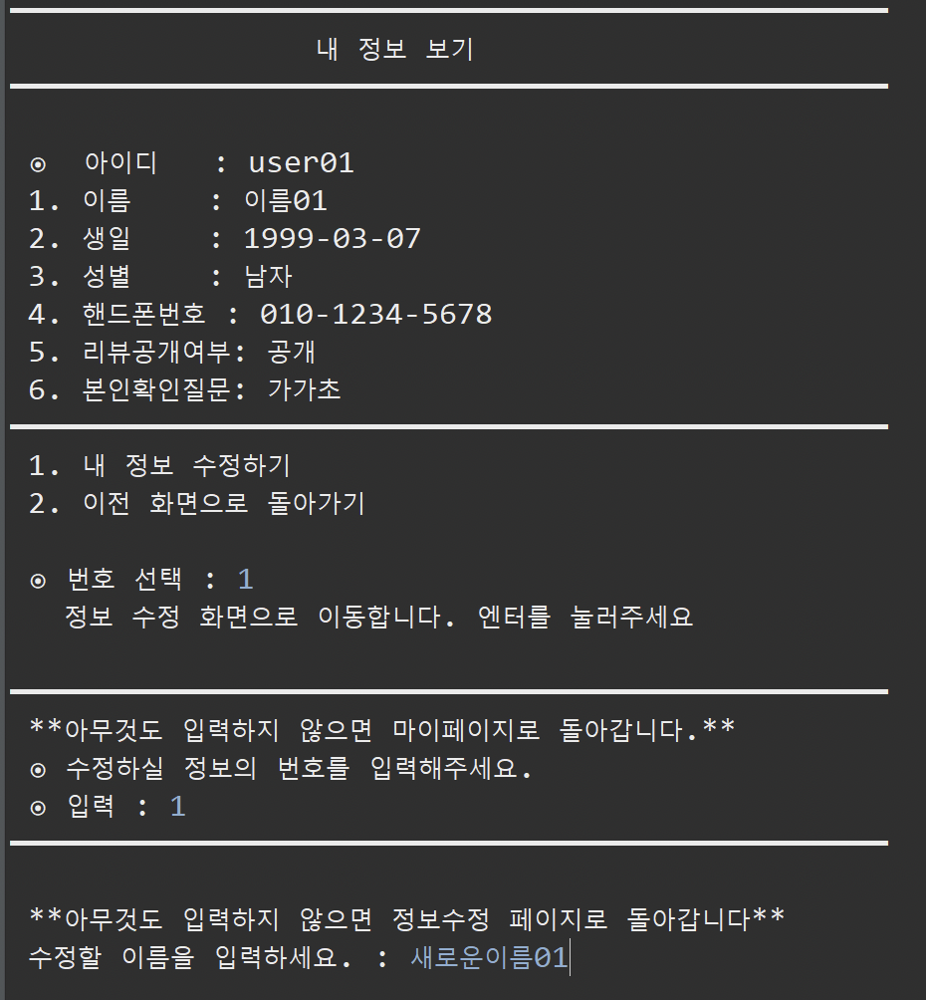 내 정보 보기
⊙ 아이디 : user01
1. 이름 : 이름01
2. 생일 : 1999-03-07
3. 성별 : 남자
4. 핸드폰번호 : 010-1234-5678
5. 리뷰공개여부: 공개
6. 본인확인질문: 가가초
1. 내 정보 수정하기
2. 이전 화면으로 돌아가기
⊙ 번호 선택 : 1
정보 수정 화면으로 이동합니다. 엔터를 눌러주세요
**아무것도 입력하지 않으면 마이페이지로 돌아갑니다.**
⊙ 수정하실 정보의 번호를 입력해주세요.
⊙ 입력 : 1
**아무것도 입력하지 않으면 정보수정 페이지로 돌아갑니다**
수정할 이름을 입력하세요. : 새로운이름01